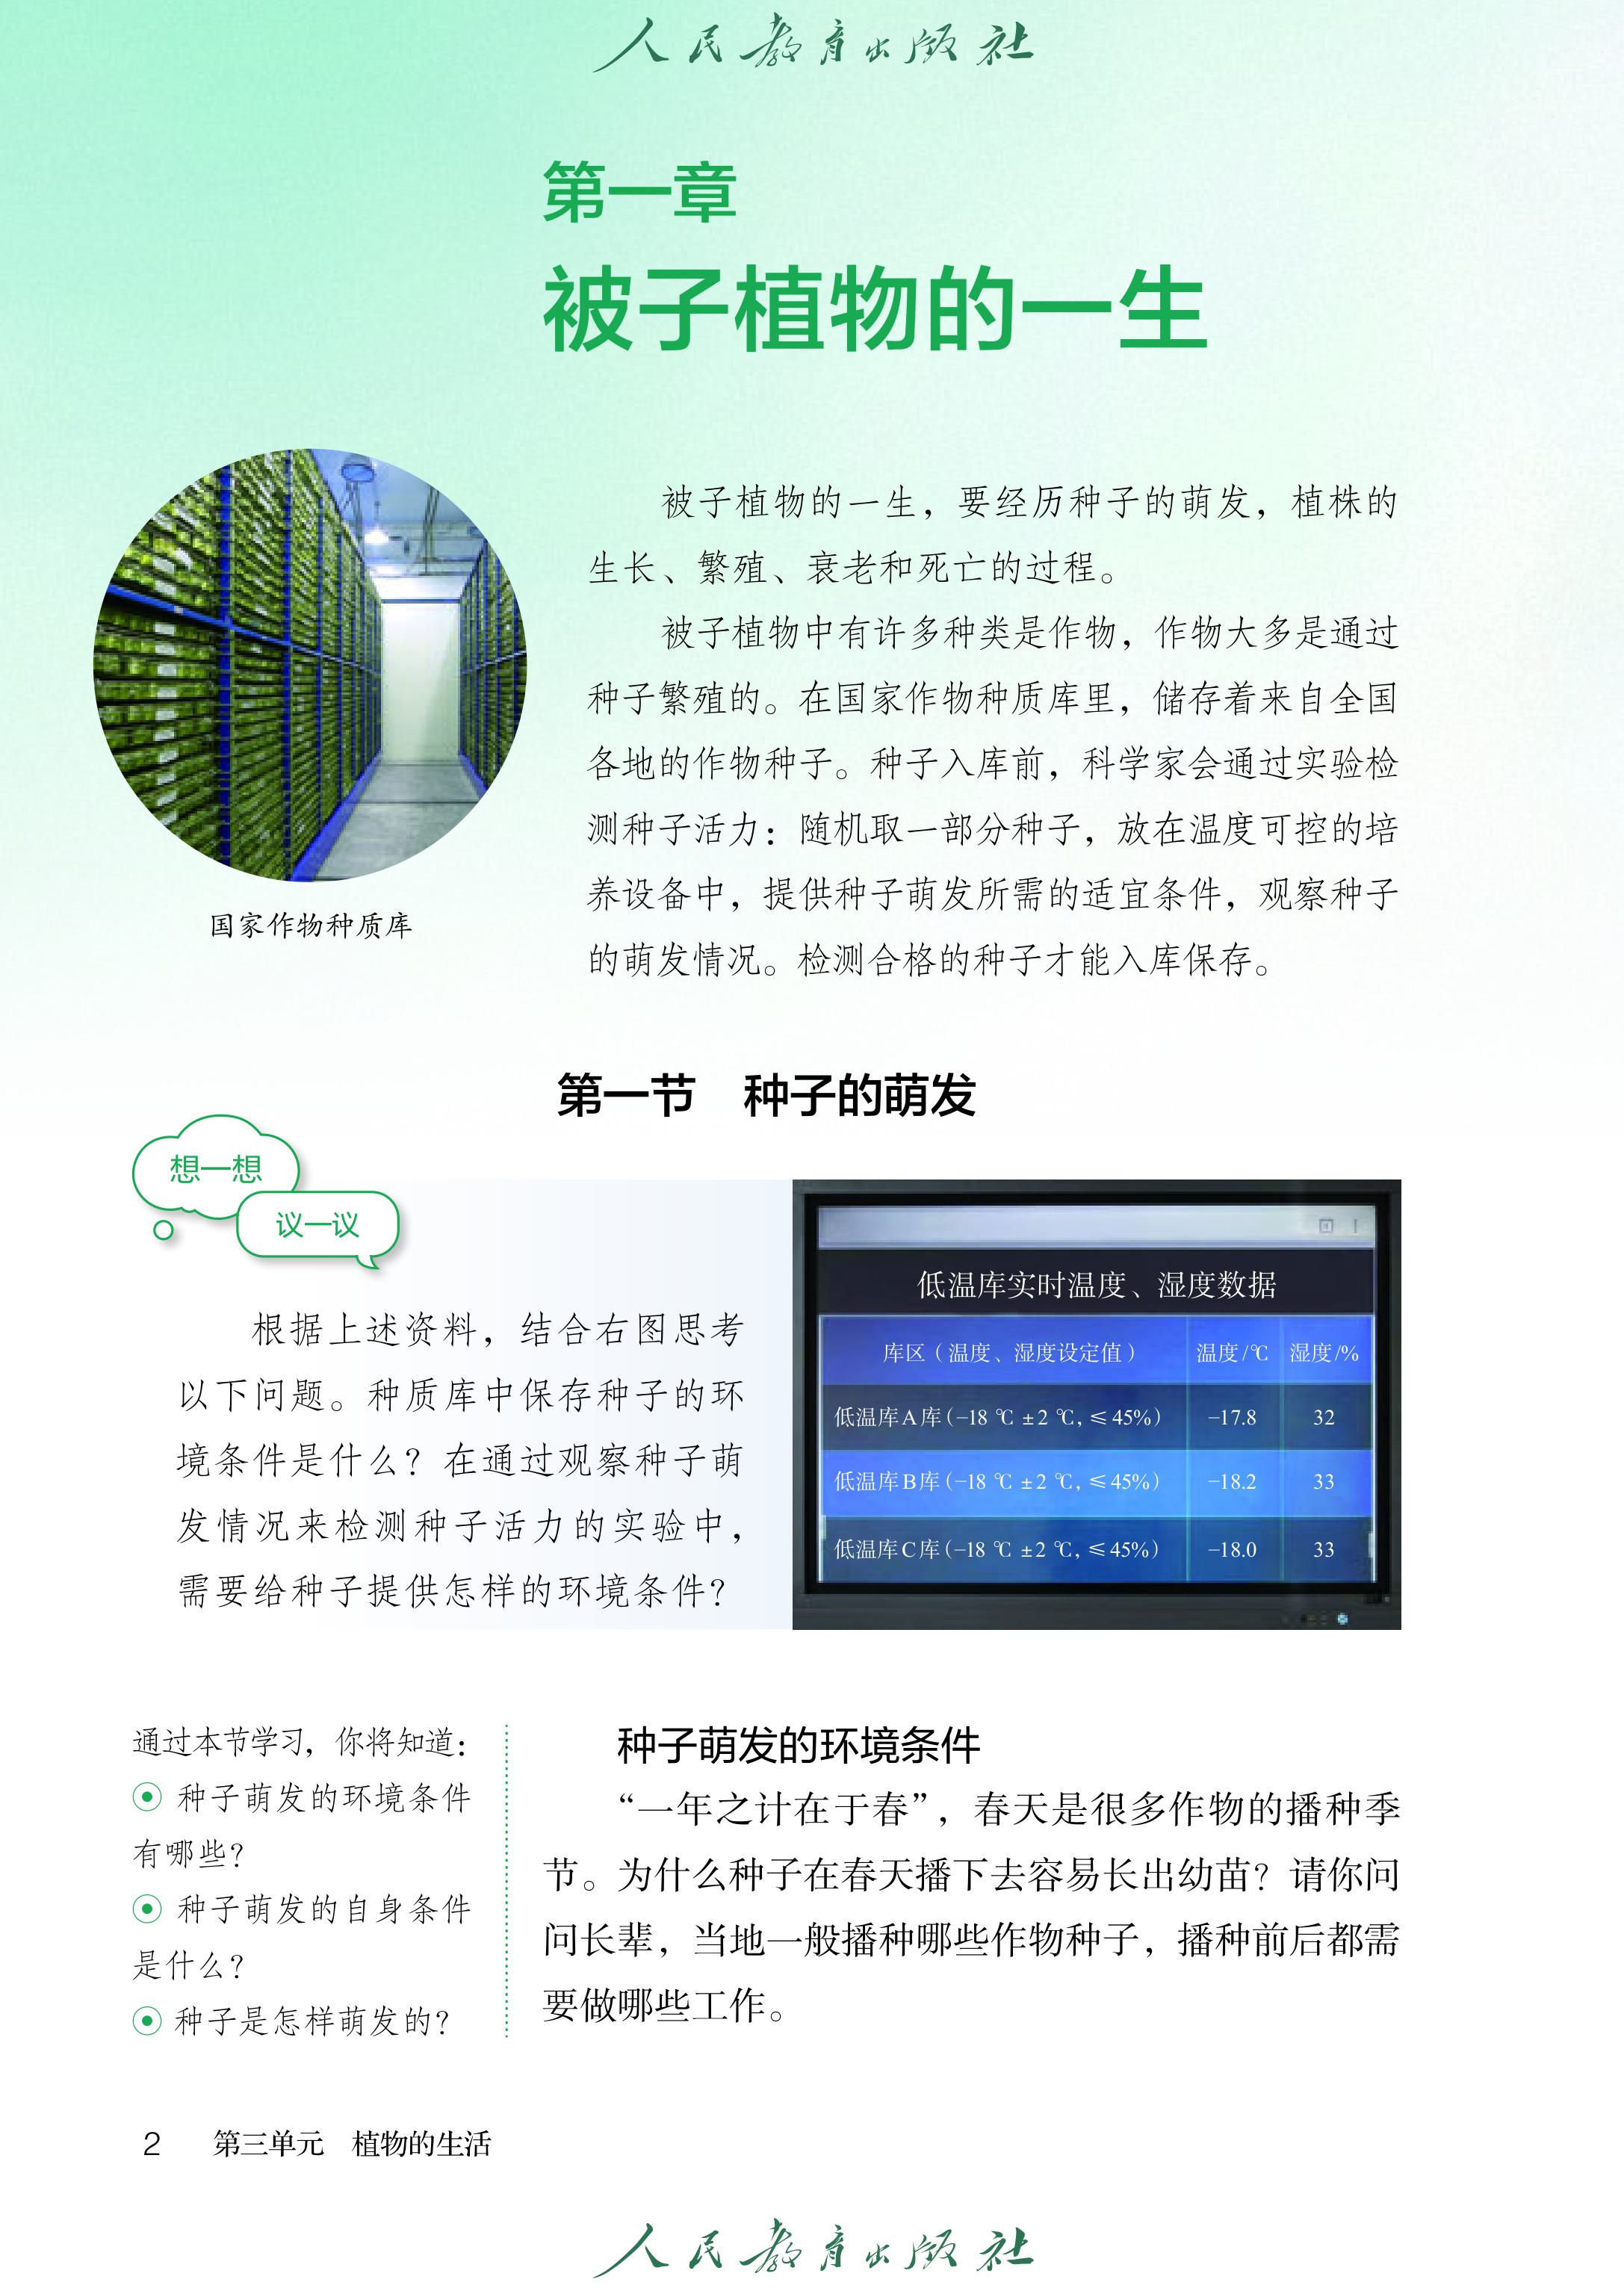 人民教育出版社
第一章
被子植物的一生
被子植物的一生，要经历种子的萌发，植株的
生长、繁殖、衰老和死亡的过程。
被子植物中有许多种类是作物，作物大多是通过
种子繁殖的。在国家作物种质库里，储存着来自全国
各地的作物种子。种子入库前，科学家会通过实验检
测种子活力：随机取一部分种子，放在温度可控的培
养设备中，提供种子萌发所需的适宜条件，观察种子
的萌发情况。检测合格的种子才能入库保存。
国家作物种质库
第一节 种子的萌发
想一想
议一议
根据上述资料，结合右图思考
以下问题。种质库中保存种子的环
境条件是什么？在通过观察种子萌
发情况来检测种子活力的实验中，
需要给种子提供怎样的环境条件？
低温库实时温度、湿度数据
库区（温度、湿度设定值） 温度/℃ 湿度/%
低温库A库(−18 ℃ ±2 ℃, ≤45%) −17.8 32
低温库B库(−18 ℃ ±2 ℃, ≤45%) −18.2 33
低温库C库(−18 ℃ ±2 ℃, ≤45%) −18.0 33
通过本节学习，你将知道：
种子萌发的环境条件
有哪些？
种子萌发的自身条件
是什么？
种子是怎样萌发的？
种子萌发的环境条件
“一年之计在于春”，春天是很多作物的播种季
节。为什么种子在春天播下去容易长出幼苗？请你问
问长辈，当地一般播种哪些作物种子，播种前后都需
要做哪些工作。
2 第三单元 植物的生活
人民教育出版社